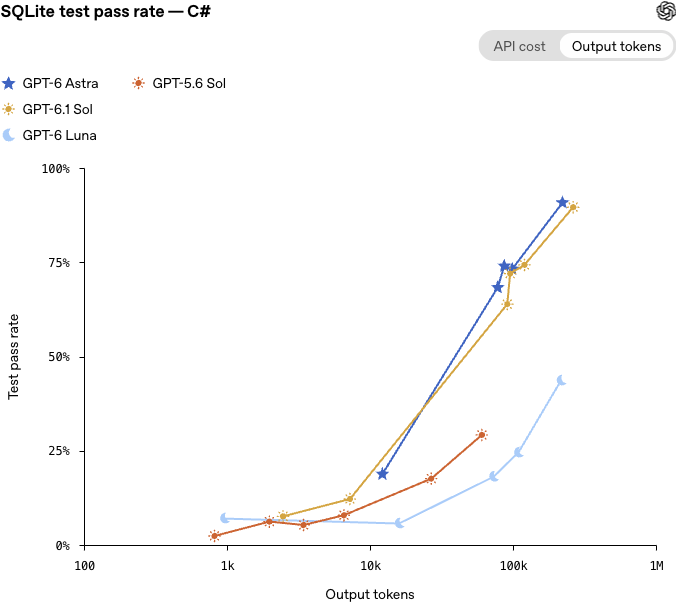 SQLite test pass rate — C#
API cost Output tokens
GPT-6 Astra GPT-5.6 Sol
GPT-6.1 Sol
GPT-6 Luna
100%
75%
50%
25%
0%
Test pass rate
100 1k 10k 100k 1M
Output tokens